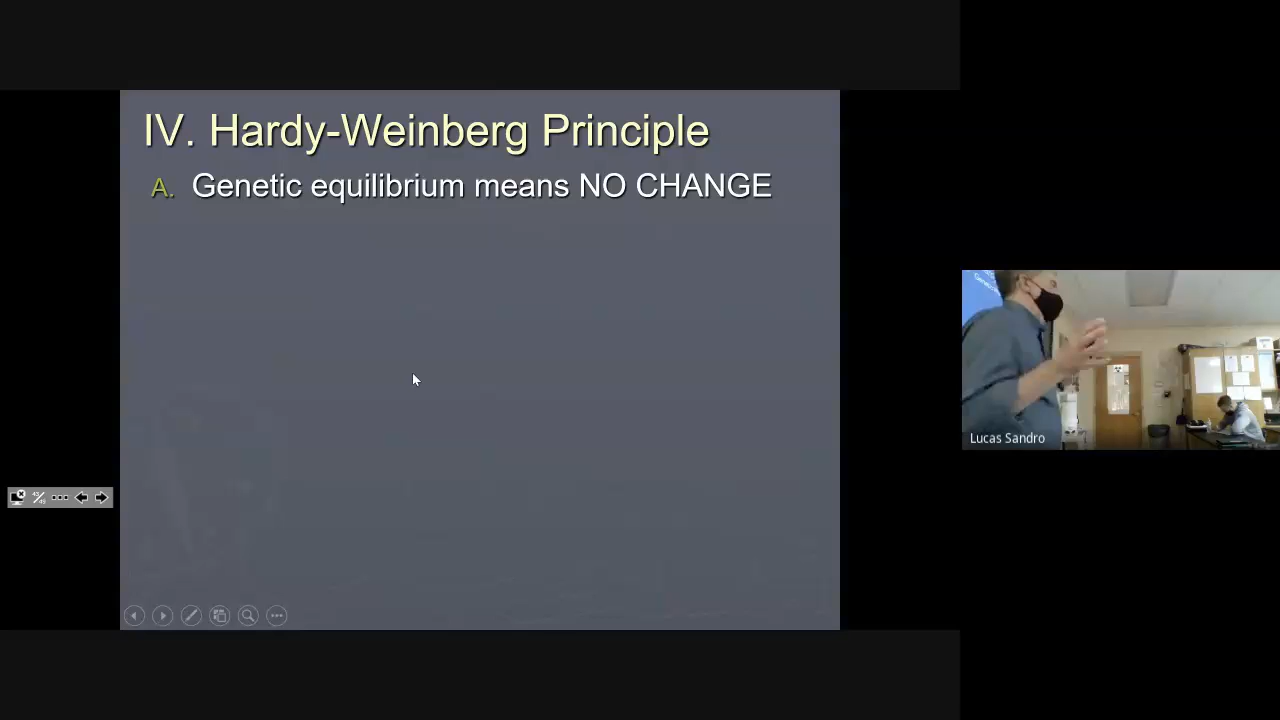 IV. Hardy-Weinberg Principle
A. Genetic equilibrium means NO CHANGE
Lucas Sandro